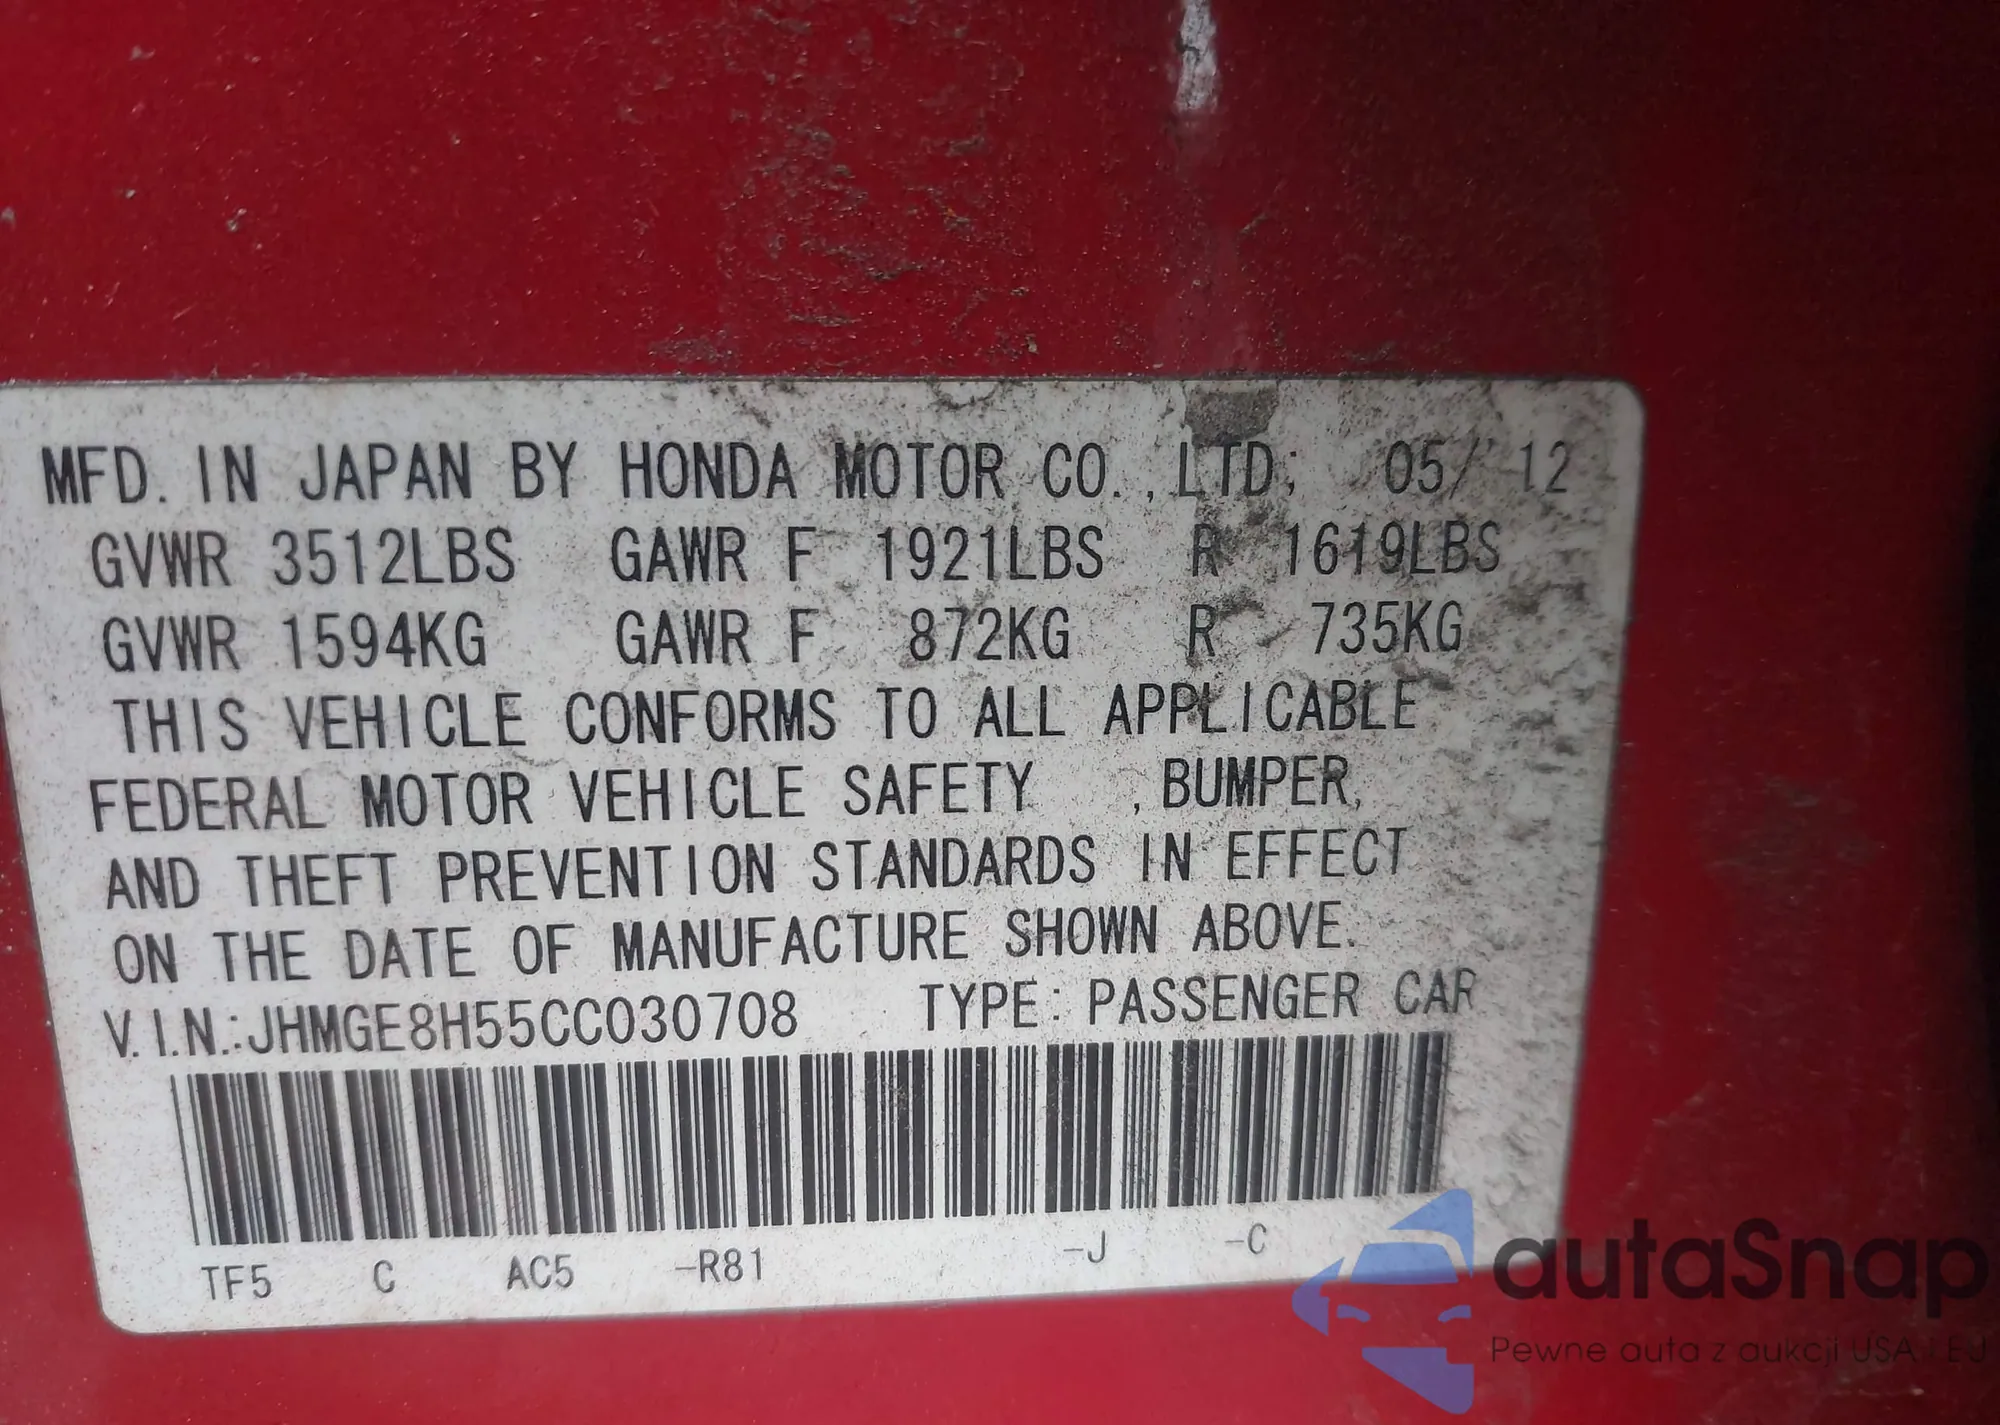 MFD. IN JAPAN BY HONDA MOTOR CO.,LTD; 05/ 12
GVWR 3512LBS GAWR F 1921LBS R 1619LBS
GVWR 1594KG GAWR F 872KG R 735KG
THIS VEHICLE CONFORMS TO ALL APPLICABLE
FEDERAL MOTOR VEHICLE SAFETY , BUMPER,
AND THEFT PREVENTION STANDARDS IN EFFECT
ON THE DATE OF MANUFACTURE SHOWN ABOVE.
V.I.N.:JHMGE8H55CC030708 TYPE: PASSENGER CAR
TF5 C AC5 -R81 -J -C
autaSnap
Pewne auta z aukcji USA i EU